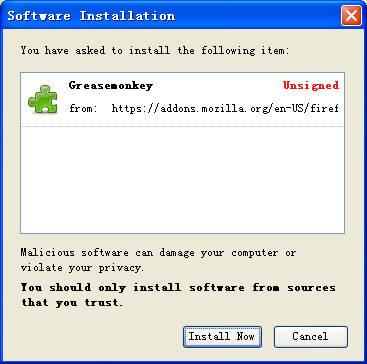 Software Installation
You have asked to install the following item:
Greasemonkey Unsigned
from: https://addons.mozilla.org/en-US/firef
Malicious software can damage your computer or
violate your privacy.
You should only install software from sources
that you trust.
Install Now Cancel